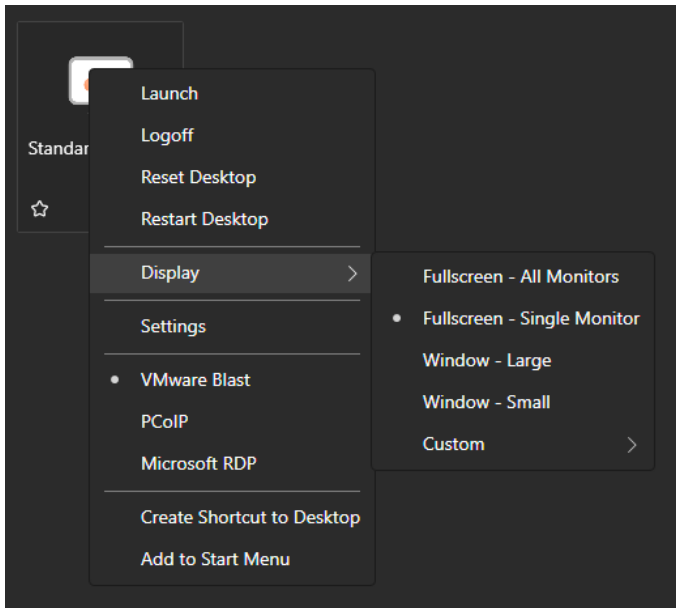 Launch
Logoff
Standar
Reset Desktop
Restart Desktop
Display
Settings
VMware Blast
PCoIP
Microsoft RDP
Create Shortcut to Desktop
Add to Start Menu
Fullscreen - All Monitors
Fullscreen - Single Monitor
Window - Large
Window - Small
Custom